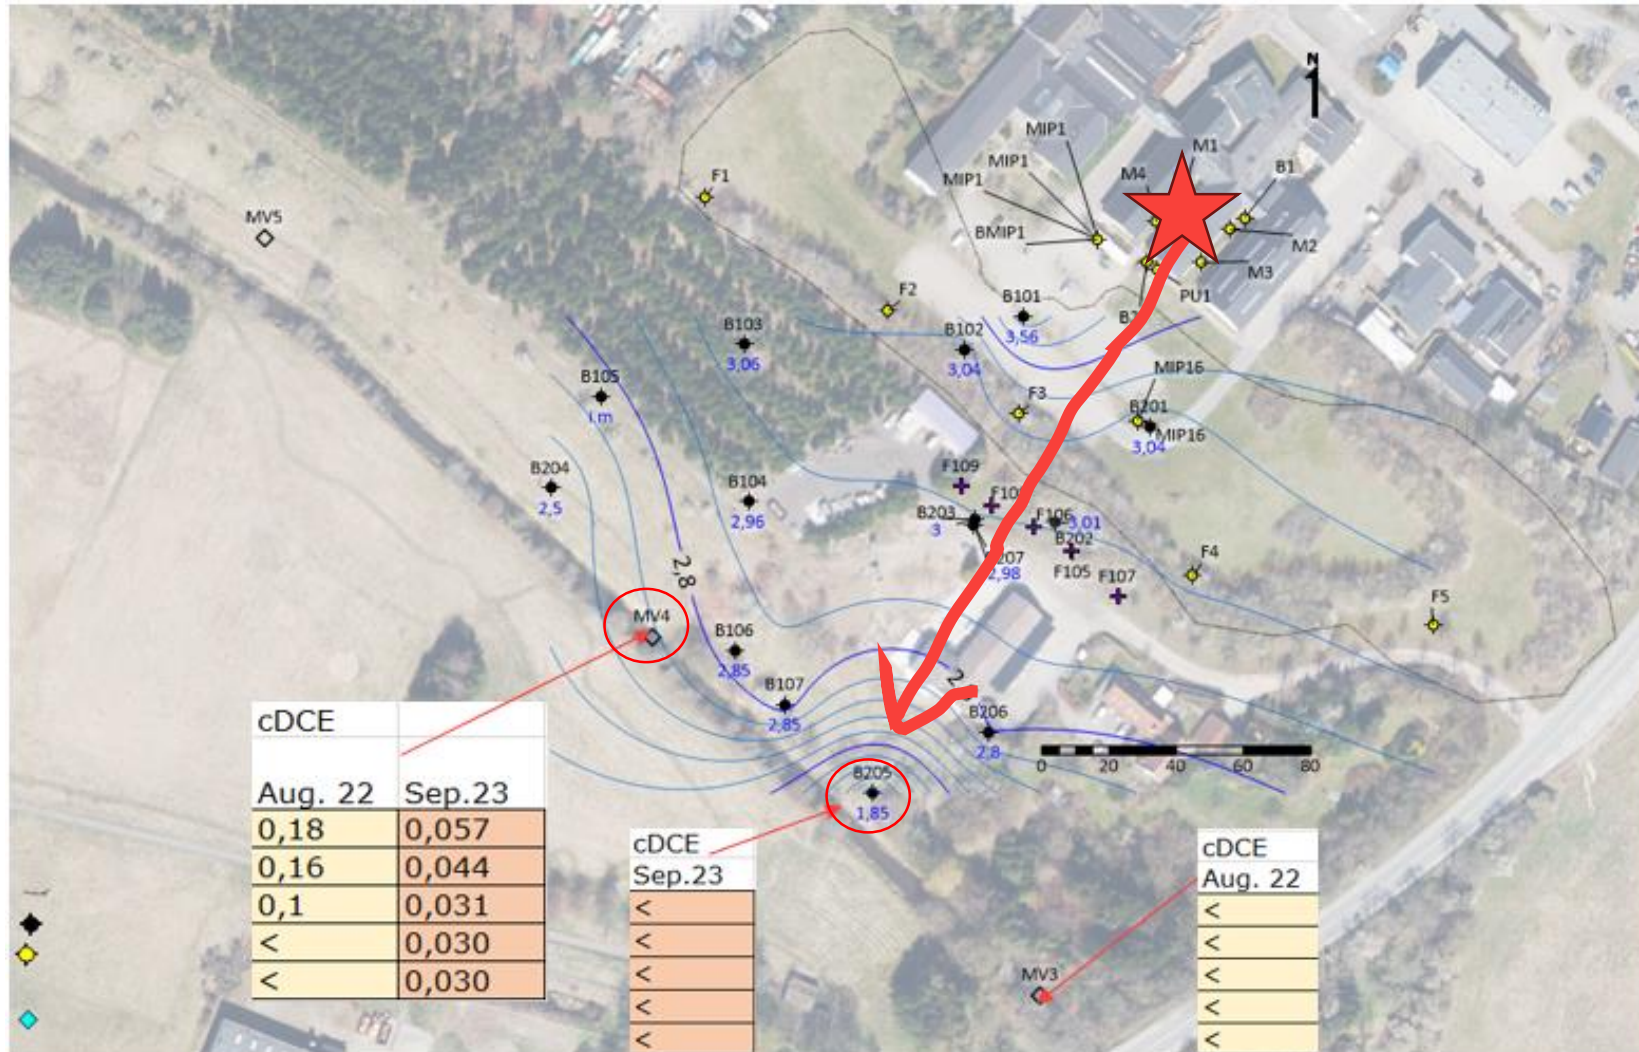 N
MIP1
M1
MIP1
M4
B1
MIP1
F1
MV5
BMIP1
M2
M3
F2
PU1
B101
3,56
B103
3,06
B102
3,04
B105
i.m
MIP16
F3
B201
MIP16
3,04
B204
2,5
F109
B104
2,96
B203
3
F106
3,01
B202
F105
2,98
F4
F107
2,8
F5
MV4
B106
2,85
B107
2,85
B206
2,8
0 20 40 60 80
B205
1,85
cDCE
Aug. 22 Sep.23
0,18 0,057
0,16 0,044
0,1 0,031
< 0,030
< 0,030
cDCE
Sep.23
<
<
<
<
<
cDCE
Aug. 22
<
<
<
<
<
MV3